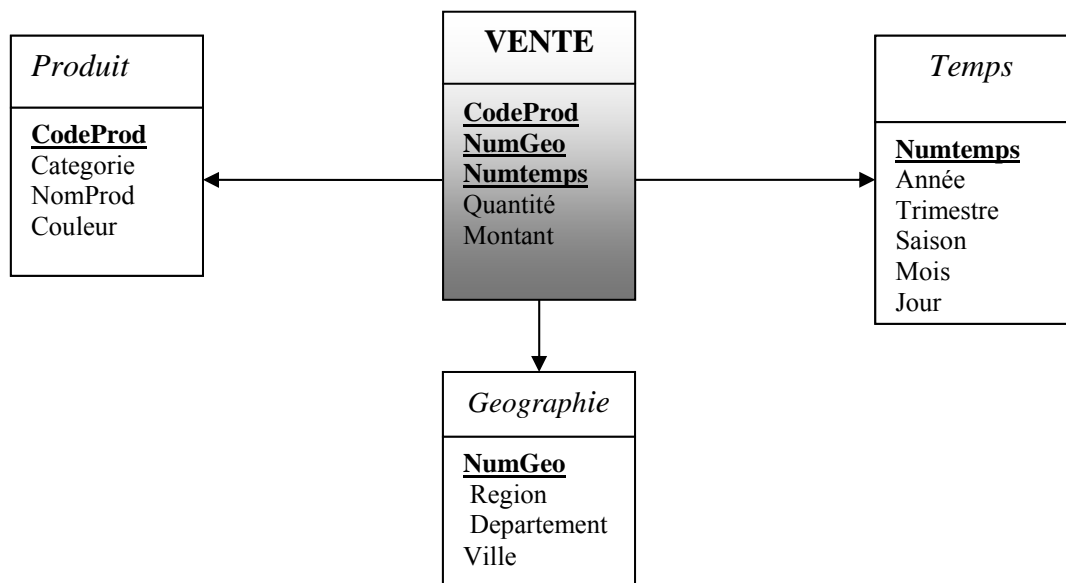 Produit
CodeProd
Categorie
NomProd
Couleur
VENTE
CodeProd
NumGeo
Numtemps
Quantité
Montant
Temps
Numtemps
Année
Trimestre
Saison
Mois
Jour
Geographie
NumGeo
Region
Departement
Ville